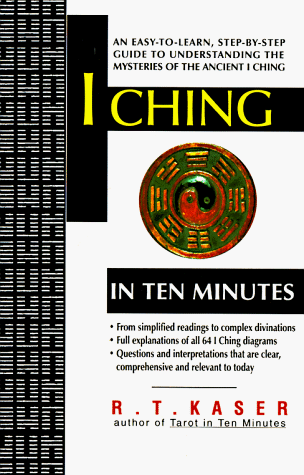 AN EASY-TO-LEARN, STEP-BY-STEP
GUIDE TO UNDERSTANDING THE
MYSTERIES OF THE ANCIENT I CHING
I CHING
IN TEN MINUTES
• From simplified readings to complex divinations
• Full explanations of all 64 I Ching diagrams
• Questions and interpretations that are clear,
comprehensive and relevant to today
R. T. KASER
author of Tarot in Ten Minutes